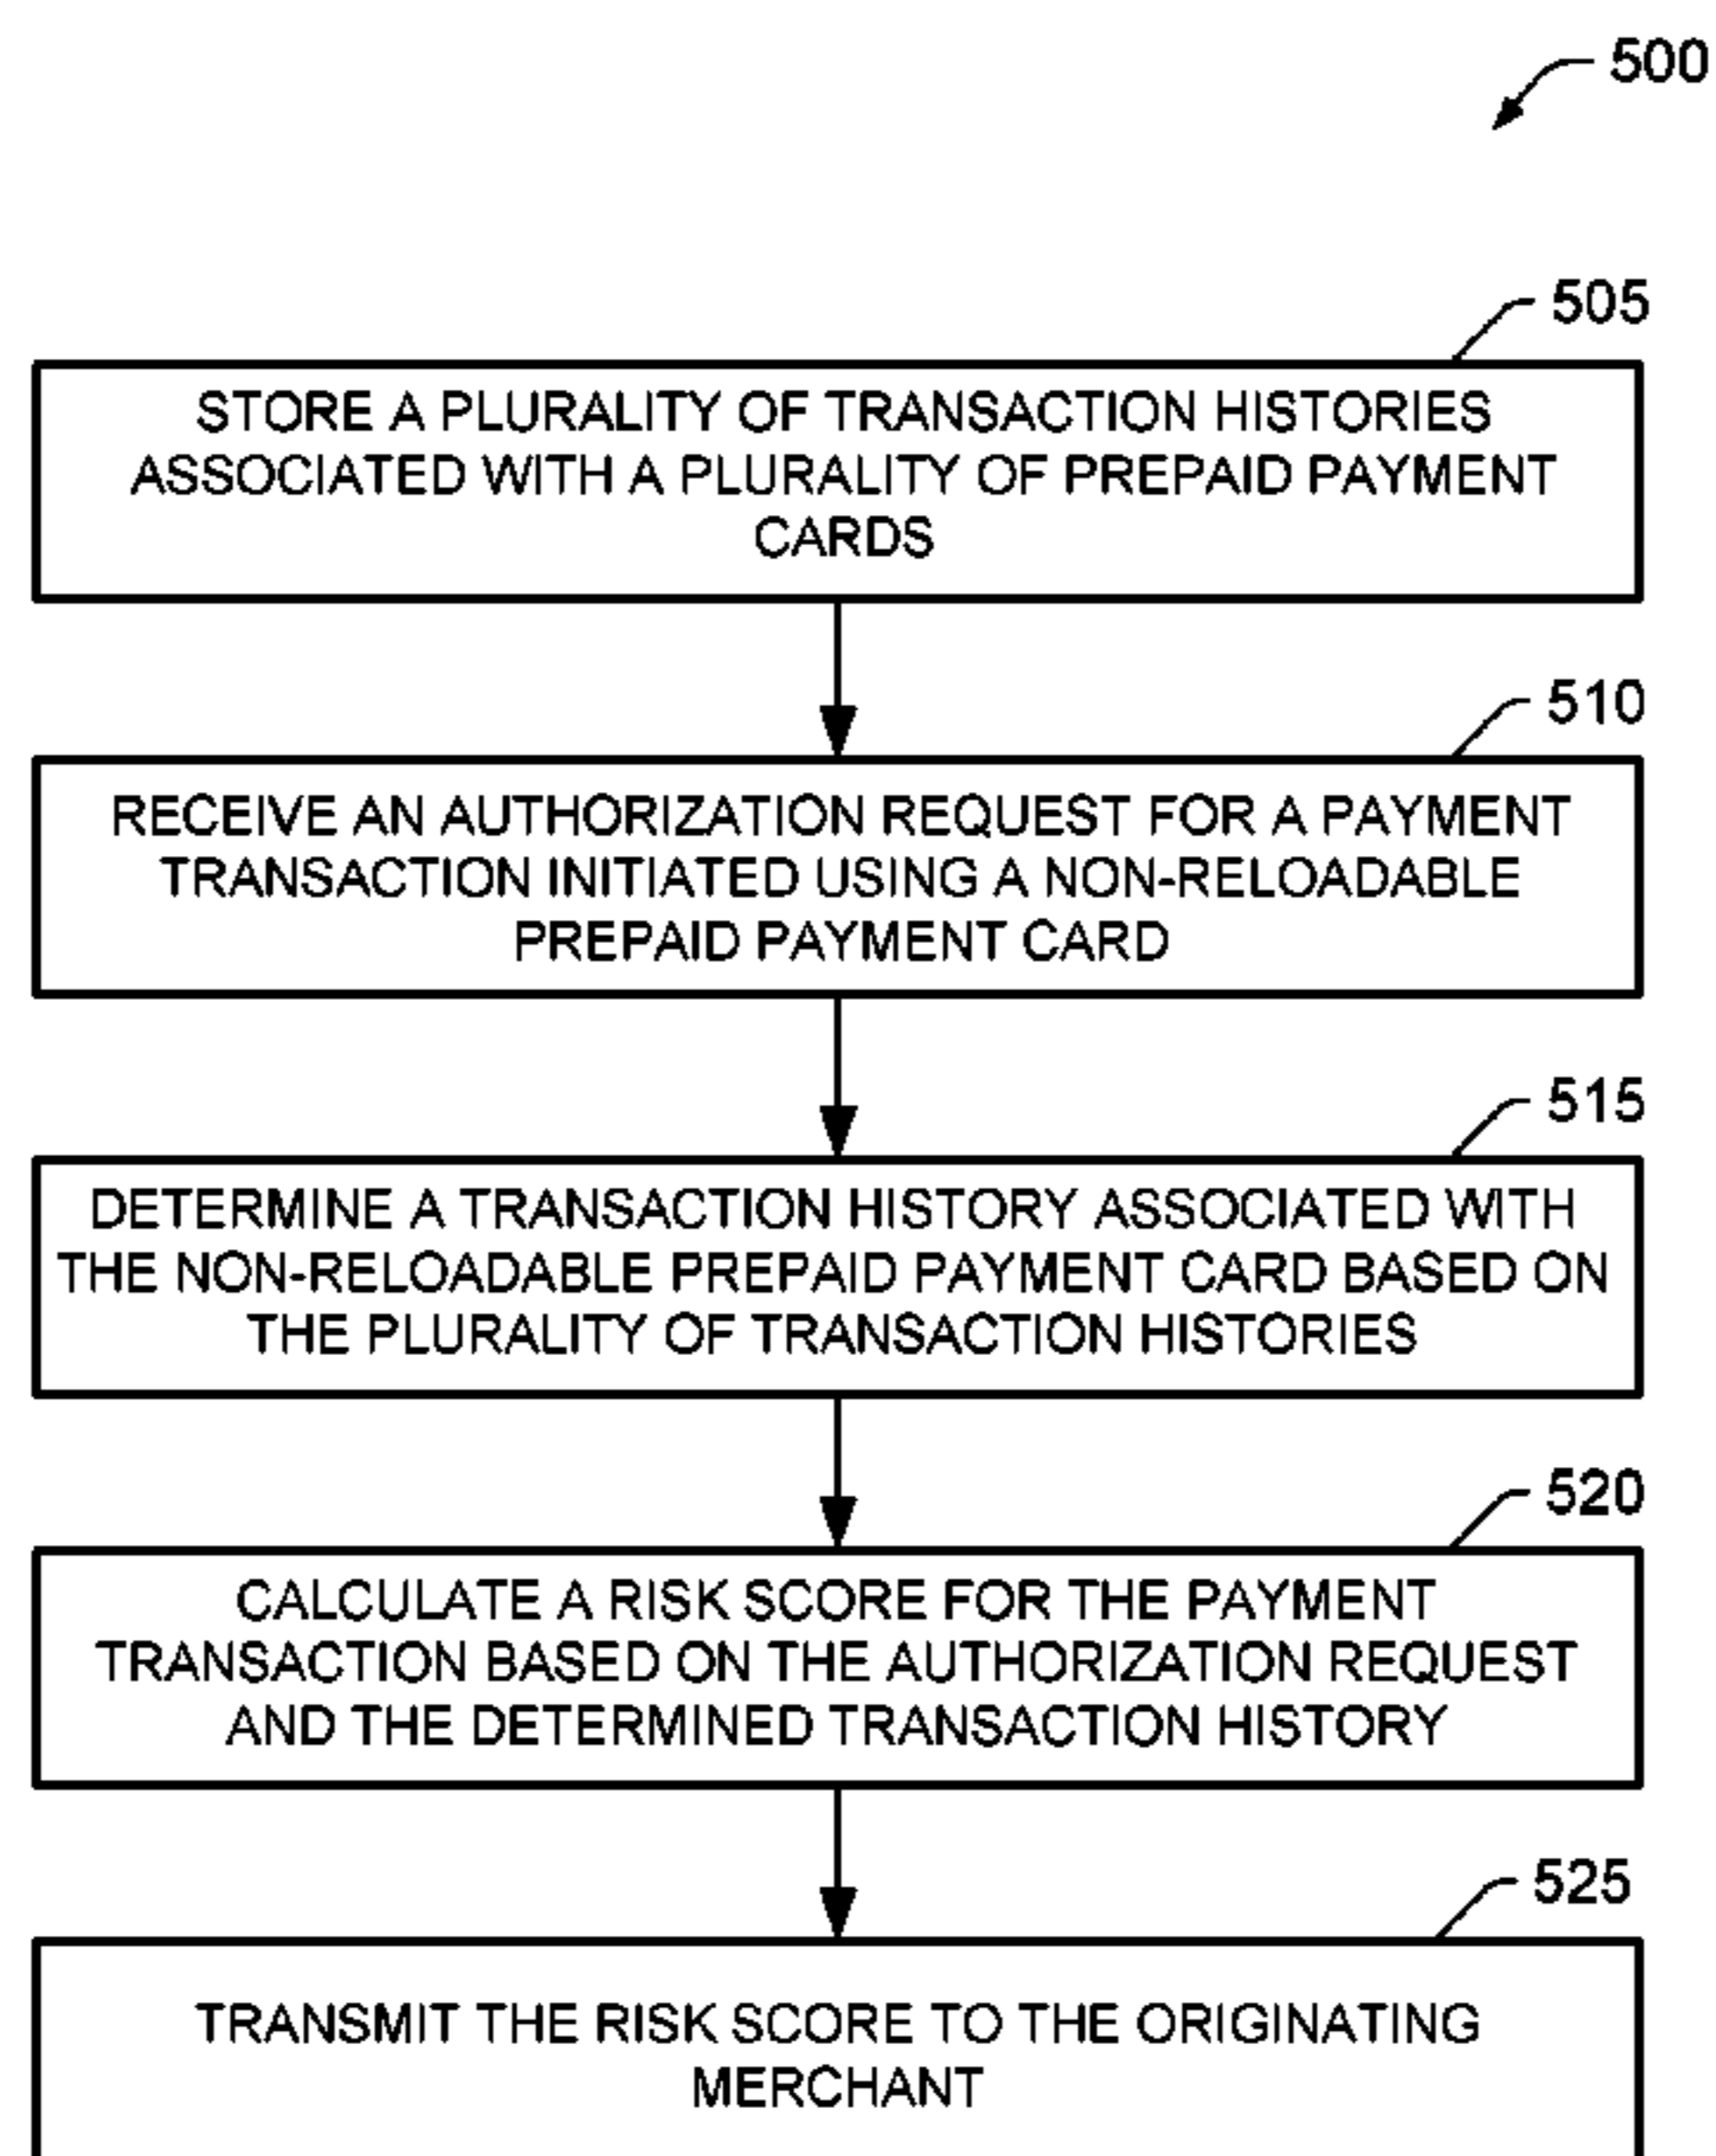 500
505
STORE A PLURALITY OF TRANSACTION HISTORIES
ASSOCIATED WITH A PLURALITY OF PREPAID PAYMENT
CARDS
510
RECEIVE AN AUTHORIZATION REQUEST FOR A PAYMENT
TRANSACTION INITIATED USING A NON-RELOADABLE
PREPAID PAYMENT CARD
515
DETERMINE A TRANSACTION HISTORY ASSOCIATED WITH
THE NON-RELOADABLE PREPAID PAYMENT CARD BASED ON
THE PLURALITY OF TRANSACTION HISTORIES
520
CALCULATE A RISK SCORE FOR THE PAYMENT
TRANSACTION BASED ON THE AUTHORIZATION REQUEST
AND THE DETERMINED TRANSACTION HISTORY
525
TRANSMIT THE RISK SCORE TO THE ORIGINATING
MERCHANT